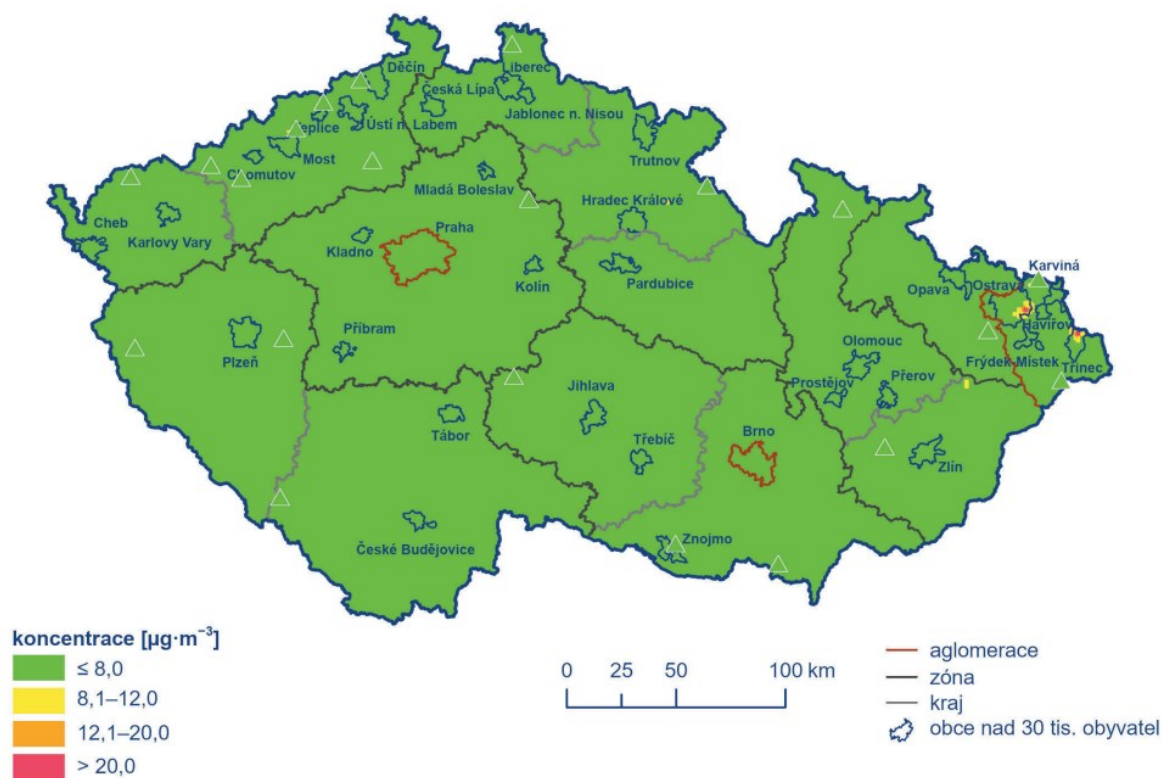 Děčín
Liberec
Česká Lípa
Teplice
Ústí n. Labem
Jablonec n. Nisou
Most
Chomutov
Trutnov
Mladá Boleslav
Hradec Králové
Cheb
Karlovy Vary
Praha
Kladno
Kolín
Pardubice
Karviná
Opava
Ostrava
Havířov
Příbram
Plzeň
Olomouc
Frýdek-Místek
Třinec
Jihlava
Prostějov
Přerov
Tábor
Třebíč
Brno
Zlín
České Budějovice
Znojmo
koncentrace [µg·m⁻³]
≤ 8,0
8,1–12,0
12,1–20,0
> 20,0
0 25 50 100 km
aglomerace
zóna
kraj
obce nad 30 tis. obyvatel